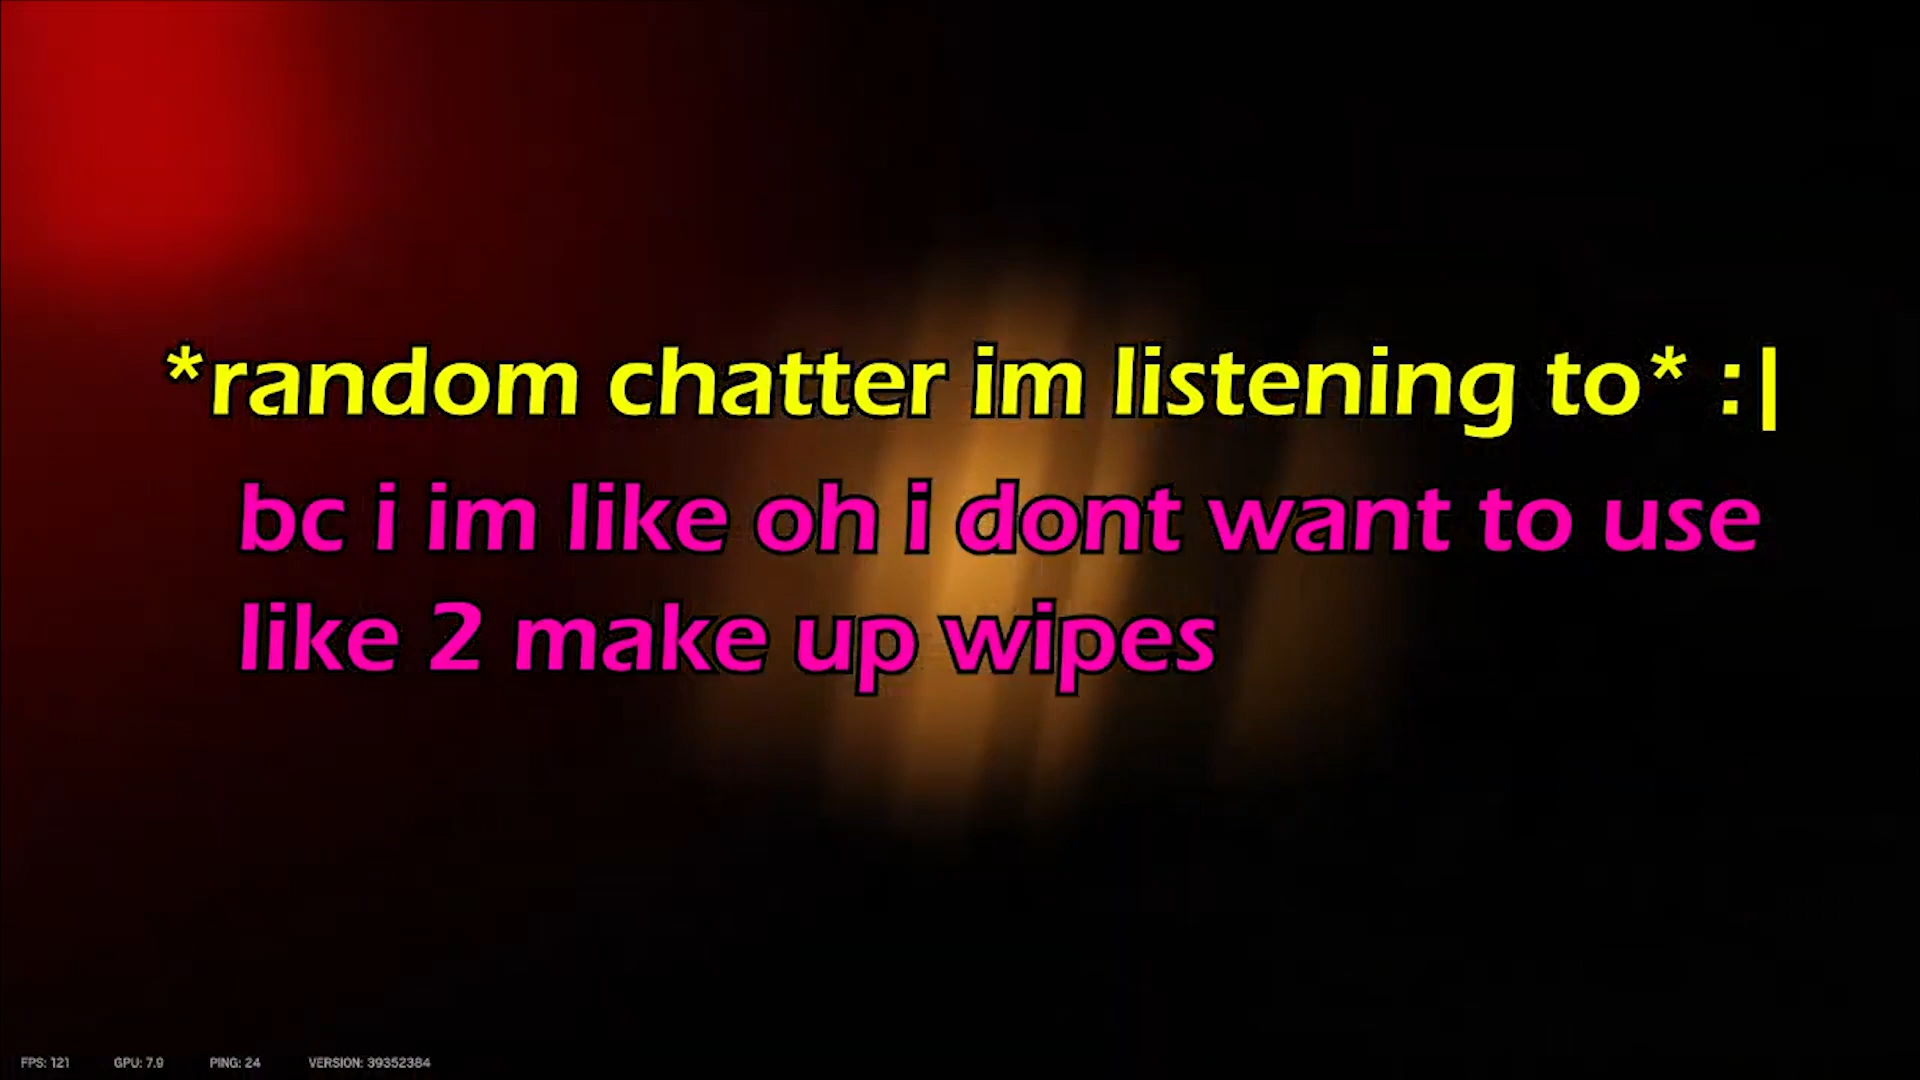 *random chatter im listening to* :|
bc i im like oh i dont want to use
like 2 make up wipes
FPS: 121 GPU: 7.9 PING: 24 VERSION: 39352384